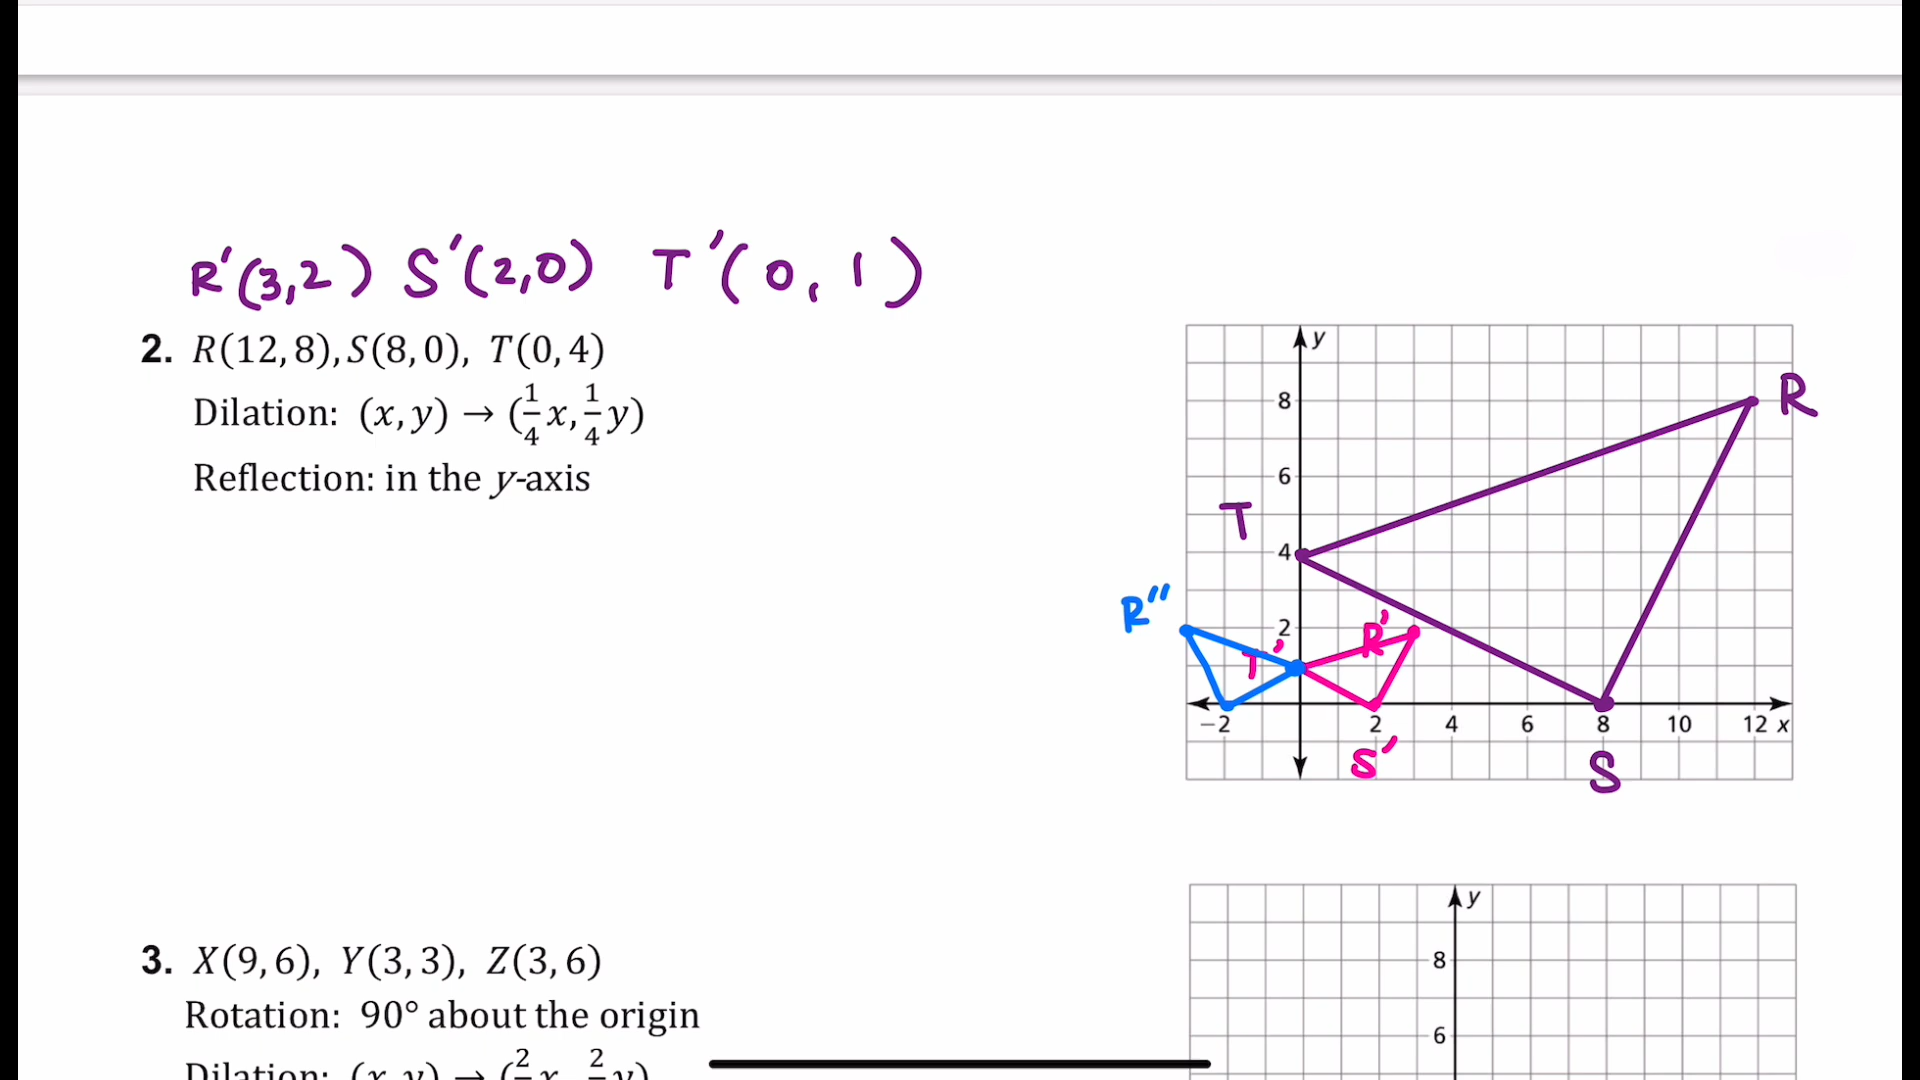 R′(3,2) S′(2,0) T′(0,1)
2. R(12,8), S(8,0), T(0,4)
Dilation: (x,y) → (1/4 x, 1/4 y)
Reflection: in the y-axis
y
8
R
6
T
4
R″
2
T′
R′
−2
2
4
6
8
10
12 x
S′
S
3. X(9,6), Y(3,3), Z(3,6)
Rotation: 90° about the origin
y
8
6